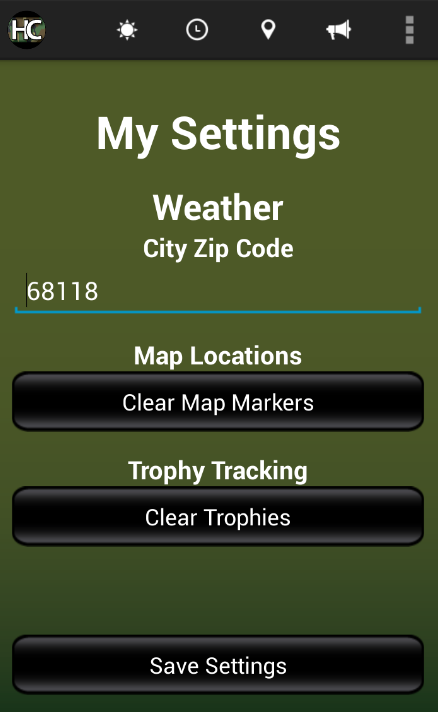 HC
My Settings
Weather
City Zip Code
68118
Map Locations
Clear Map Markers
Trophy Tracking
Clear Trophies
Save Settings